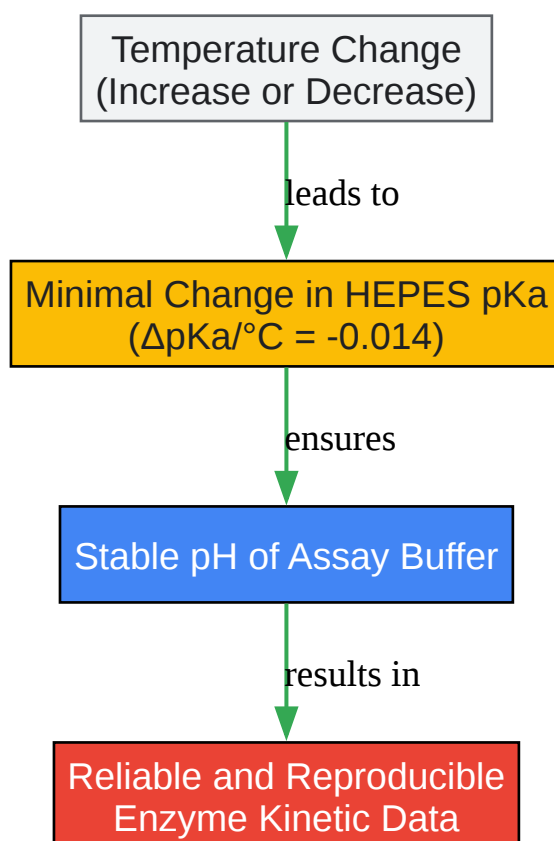 Temperature Change
(Increase or Decrease)
leads to
Minimal Change in HEPES pKa
(ΔpKa/°C = -0.014)
ensures
Stable pH of Assay Buffer
results in
Reliable and Reproducible
Enzyme Kinetic Data